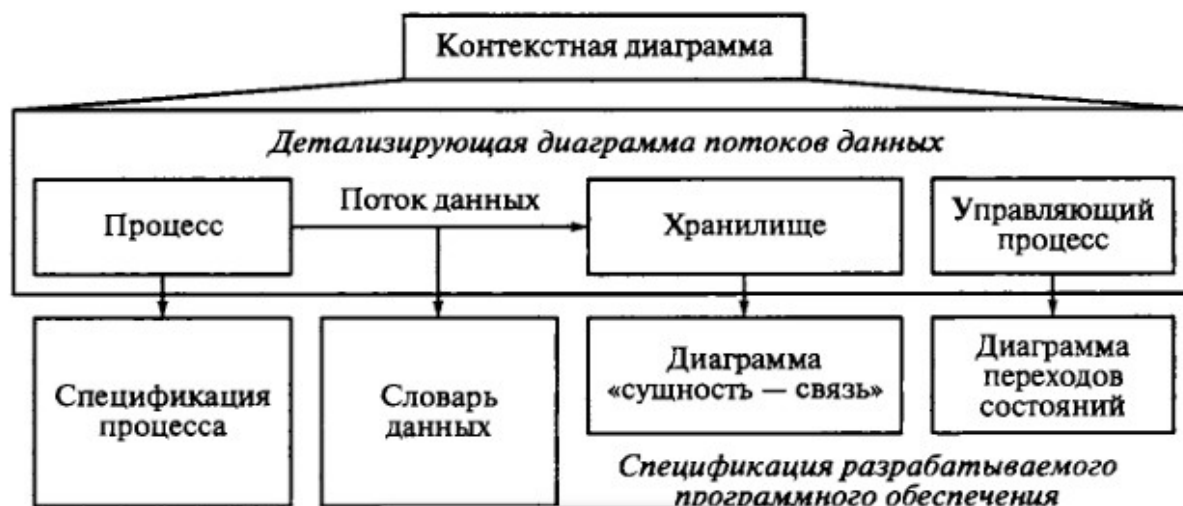 Контекстная диаграмма
Детализирующая диаграмма потоков данных
Процесс
Поток данных
Хранилище
Управляющий
процесс
Спецификация
процесса
Словарь
данных
Диаграмма
«сущность — связь»
Диаграмма
переходов
состояний
Спецификация разрабатываемого
программного обеспечения